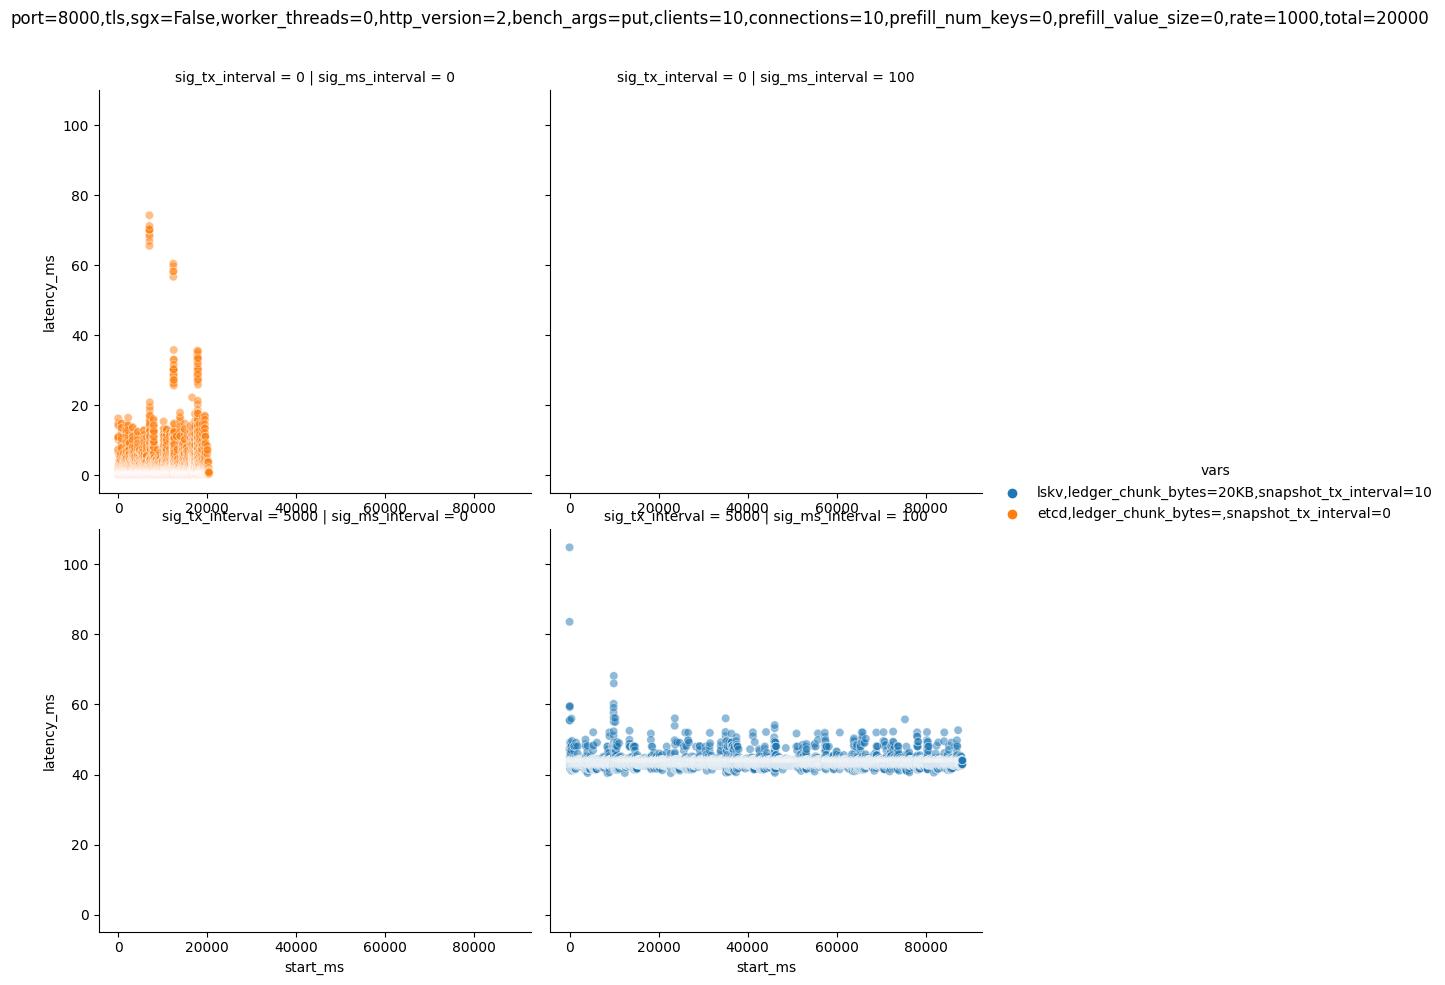 port=8000,tls,sgx=False,worker_threads=0,http_version=2,bench_args=put,clients=10,connections=10,prefill_num_keys=0,prefill_value_size=0,rate=1000,total=20000
sig_tx_interval = 0 | sig_ms_interval = 0
sig_tx_interval = 0 | sig_ms_interval = 100
100
80
60
40
20
0
latency_ms
0 20000 40000 60000 80000
0 20000 40000 60000 80000
vars
lskv,ledger_chunk_bytes=20KB,snapshot_tx_interval=10
etcd,ledger_chunk_bytes=,snapshot_tx_interval=0
sig_tx_interval = 5000 | sig_ms_interval = 0
sig_tx_interval = 5000 | sig_ms_interval = 100
100
80
60
40
20
0
latency_ms
0 20000 40000 60000 80000
0 20000 40000 60000 80000
start_ms
start_ms